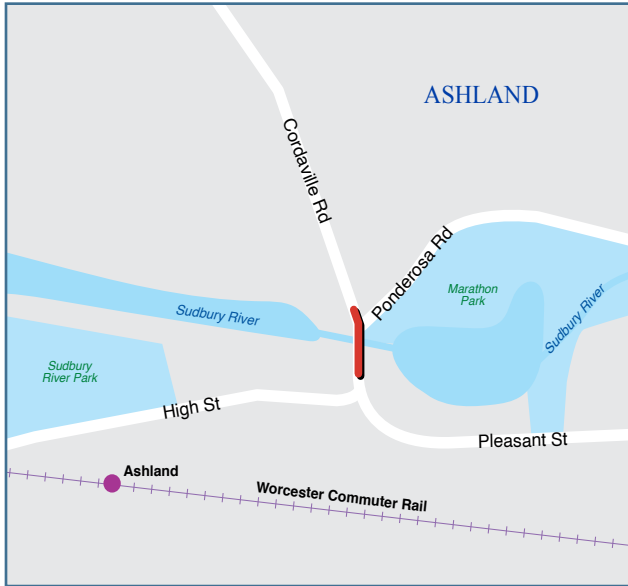 ASHLAND
Cordaville Rd
Ponderosa Rd
Marathon
Park
Sudbury River
Sudbury River
Sudbury
River Park
High St
Pleasant St
Ashland
Worcester Commuter Rail